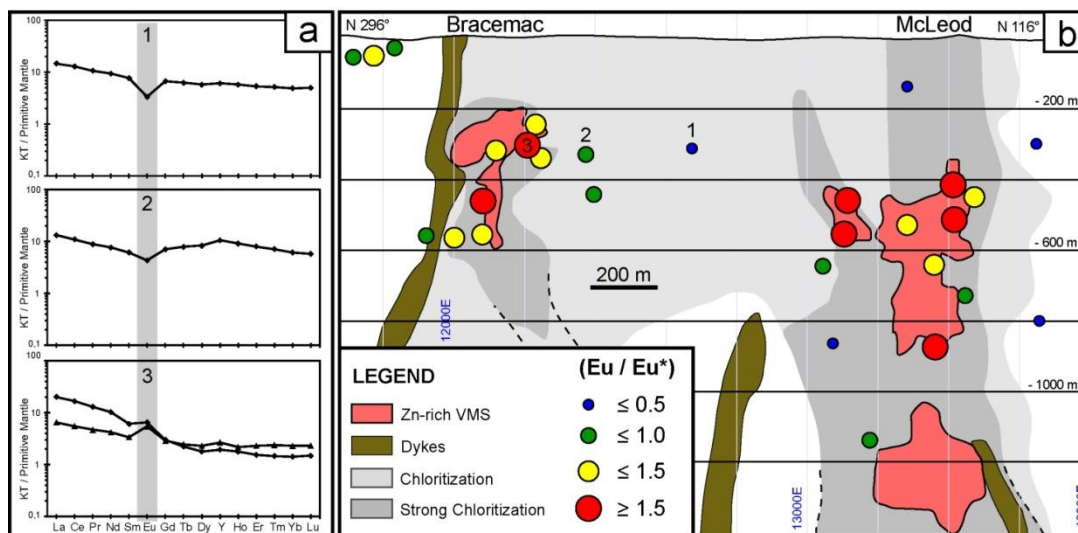 a
1
KT / Primitive Mantle
100
10
1
0,1
2
KT / Primitive Mantle
100
10
1
0,1
3
KT / Primitive Mantle
100
10
1
0,1
La Ce Pr Nd Sm Eu Gd Tb Dy Y Ho Er Tm Yb Lu
N 296° Bracemac McLeod N 116° b
- 200 m
2 1
3
- 600 m
200 m
12000E
- 1000 m
13000E
LEGEND (Eu / Eu*)
Zn-rich VMS ≤ 0.5
Dykes ≤ 1.0
Chloritization ≤ 1.5
Strong Chloritization ≥ 1.5